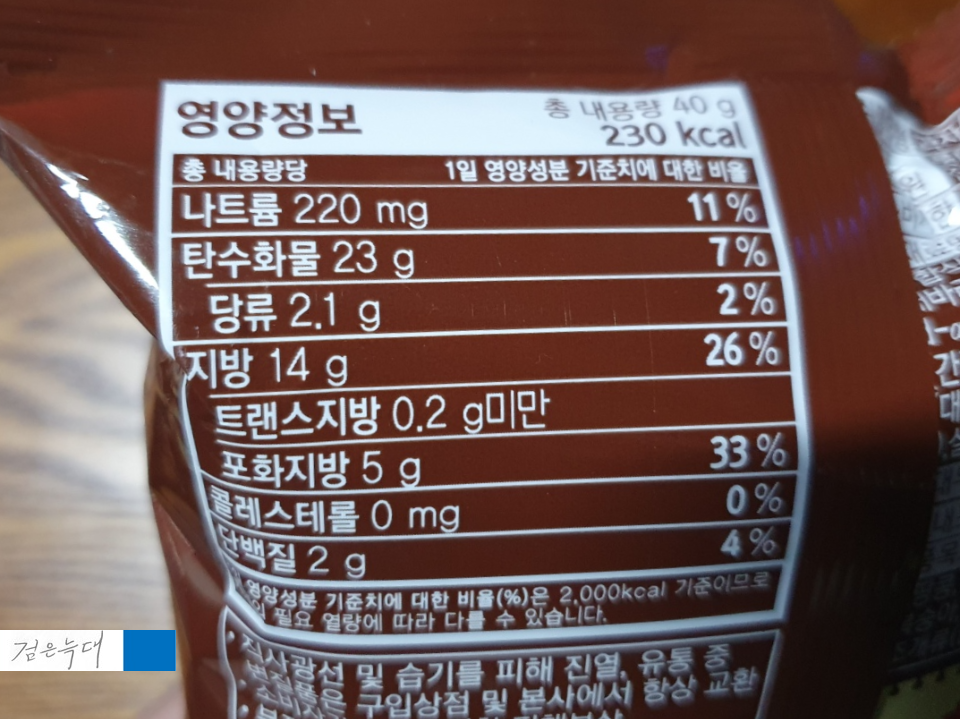 영양정보
총 내용량 40 g
230 kcal
총 내용량당 1일 영양성분 기준치에 대한 비율
나트륨 220 mg 11 %
탄수화물 23 g 7 %
당류 2.1 g 2 %
지방 14 g 26 %
트랜스지방 0.2 g미만
포화지방 5 g 33 %
콜레스테롤 0 mg 0 %
단백질 2 g 4 %
영양성분 기준치에 대한 비율(%)은 2,000kcal 기준이므로
필요 열량에 따라 다를 수 있습니다.
직사광선 및 습기를 피해 진열, 유통 중
구입상점 및 본사에서 항상 교환
검은늑대